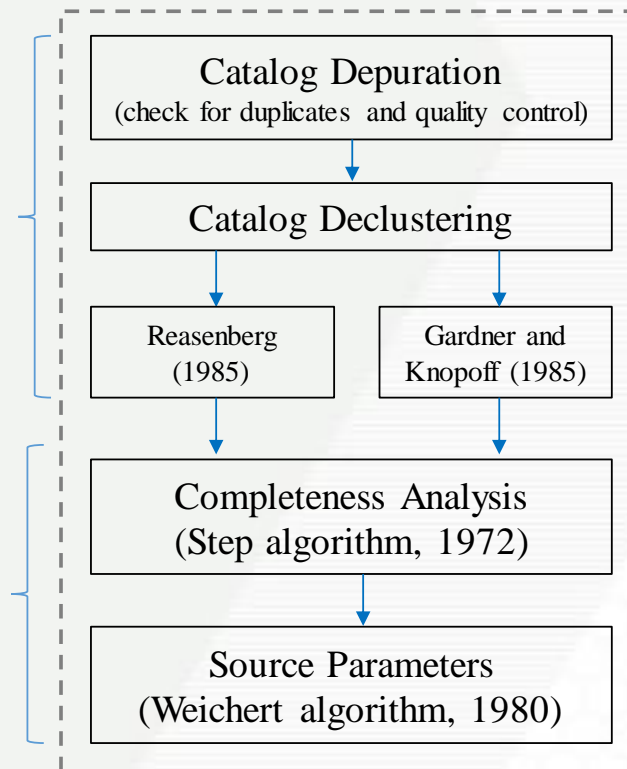 Catalog Depuration
(check for duplicates and quality control)
Catalog Declustering
Reasenberg
(1985)
Gardner and
Knopoff (1985)
Completeness Analysis
(Step algorithm, 1972)
Source Parameters
(Weichert algorithm, 1980)